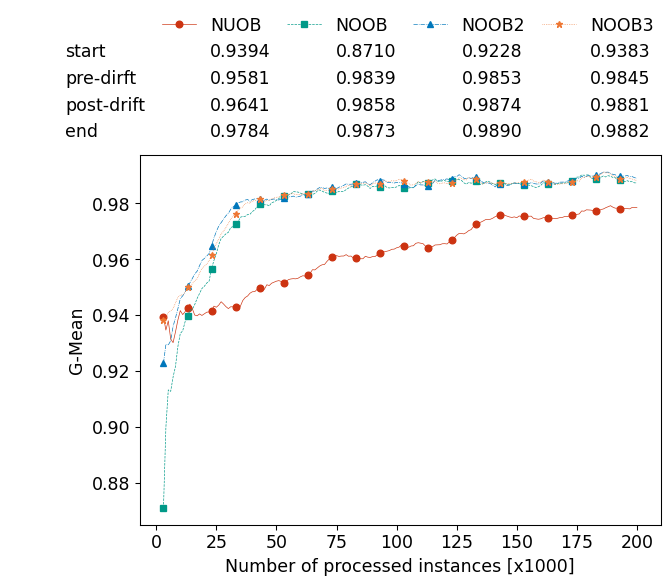 NUOB NOOB NOOB2 NOOB3
start 0.9394 0.8710 0.9228 0.9383
pre-dirft 0.9581 0.9839 0.9853 0.9845
post-drift 0.9641 0.9858 0.9874 0.9881
end 0.9784 0.9873 0.9890 0.9882
0.98
0.96
0.94
0.92
0.90
0.88
G-Mean
0 25 50 75 100 125 150 175 200
Number of processed instances [x1000]